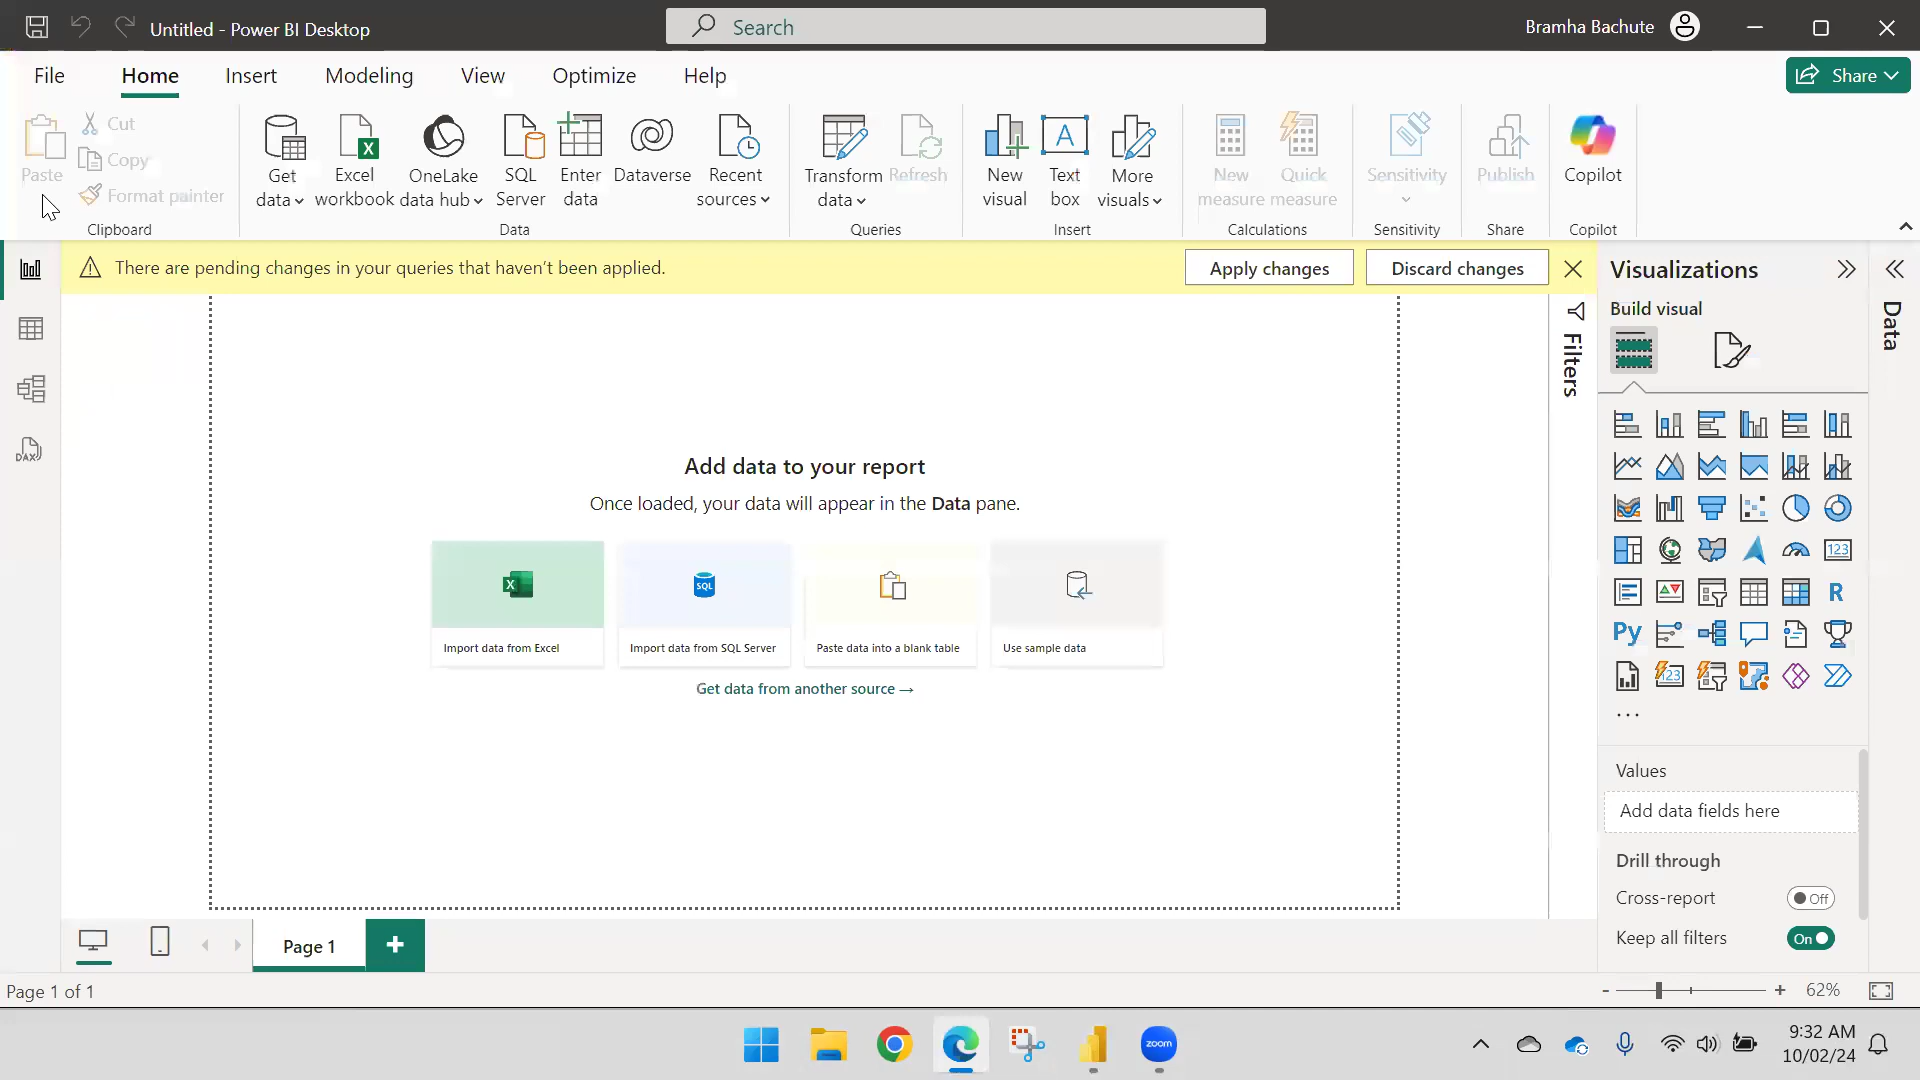 Untitled - Power BI Desktop
Search
Bramha Bachute
File
Home
Insert
Modeling
View
Optimize
Help
Share
Paste
Cut
Copy
Format painter
Clipboard
Get
data
Excel
workbook
OneLake
data hub
SQL
Server
Enter
data
Dataverse
Recent
sources
Data
Transform
data
Refresh
Queries
New
visual
Text
box
More
visuals
Insert
New
measure
Quick
measure
Calculations
Sensitivity
Sensitivity
Publish
Share
Copilot
Copilot
There are pending changes in your queries that haven't been applied.
Apply changes
Discard changes
Visualizations
Data
Build visual
Filters
DAX
Add data to your report
Once loaded, your data will appear in the Data pane.
X
SQL
Import data from Excel
Import data from SQL Server
Paste data into a blank table
Use sample data
Get data from another source →
123
R
Py
123
...
Values
Add data fields here
Drill through
Cross-report
Off
Keep all filters
On
Page 1
Page 1 of 1
- + 62%
zoom
9:32 AM
10/02/24